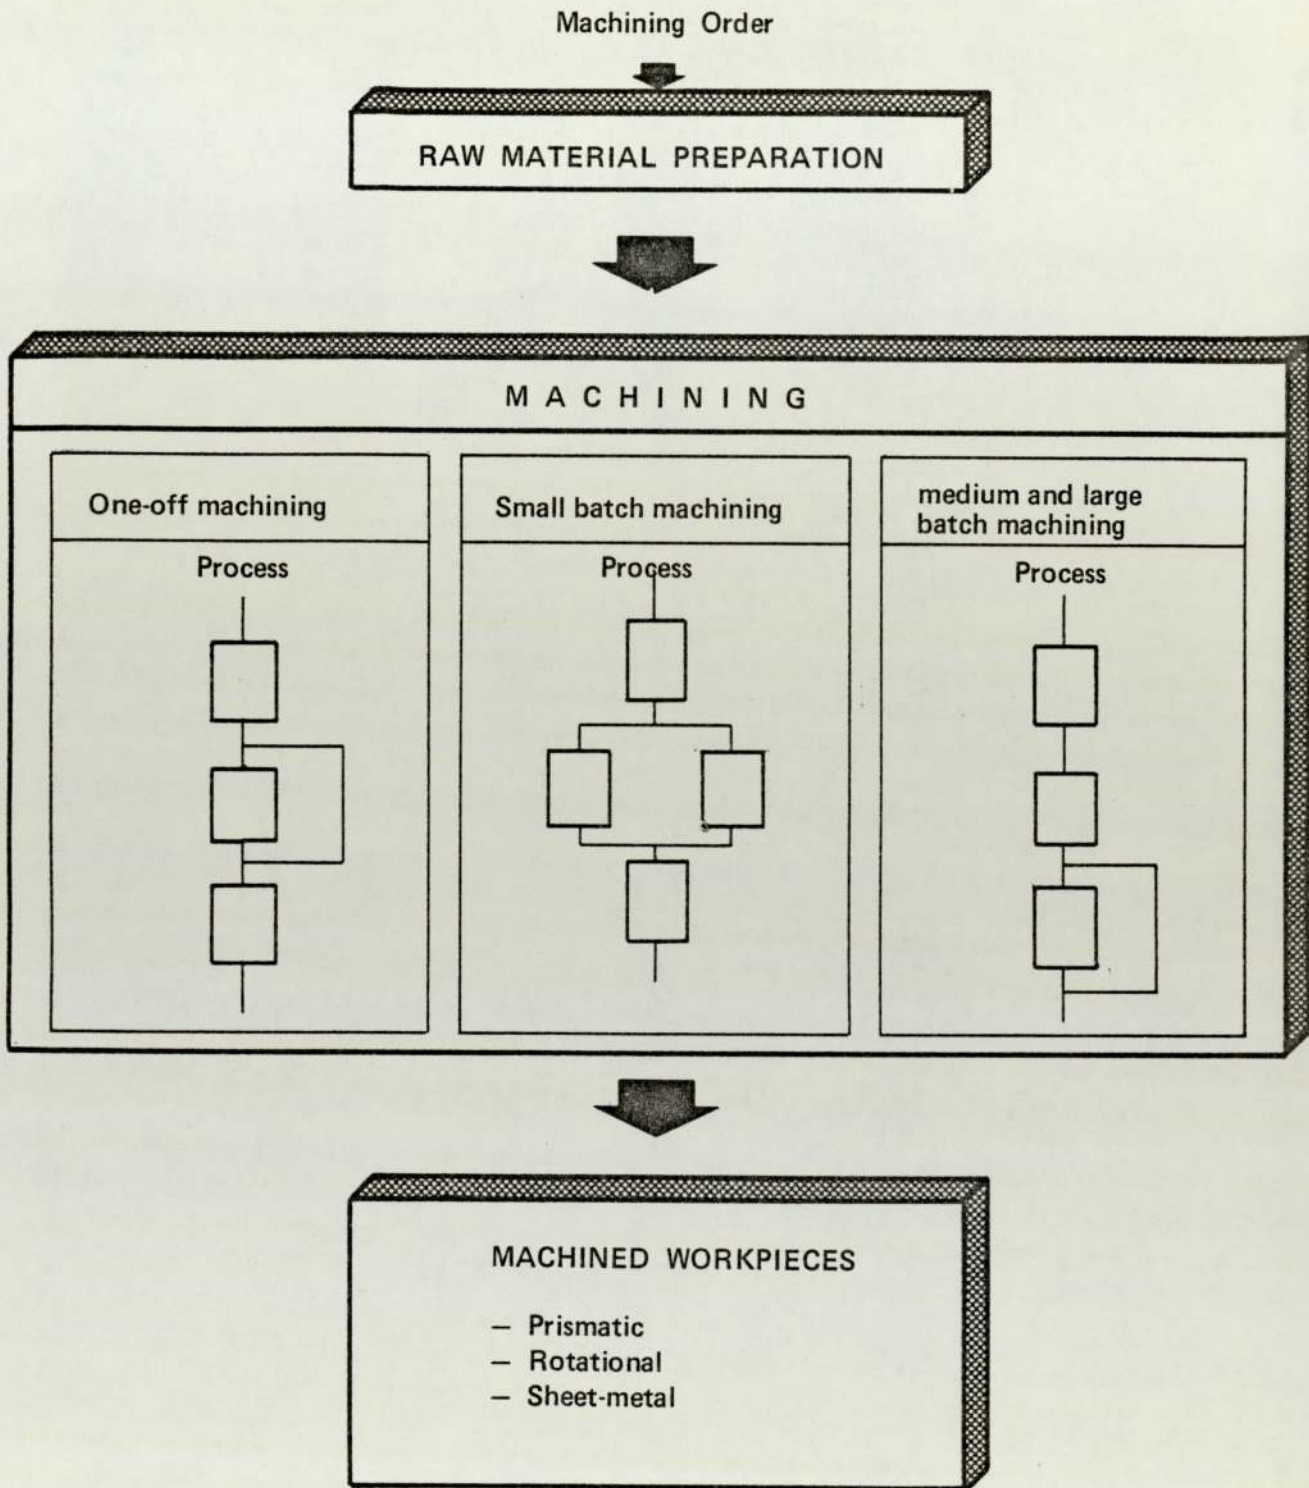 Machining Order
RAW MATERIAL PREPARATION
MACHINING
One-off machining
Process
Small batch machining
Process
medium and large
batch machining
Process
MACHINED WORKPIECES
– Prismatic
– Rotational
– Sheet-metal